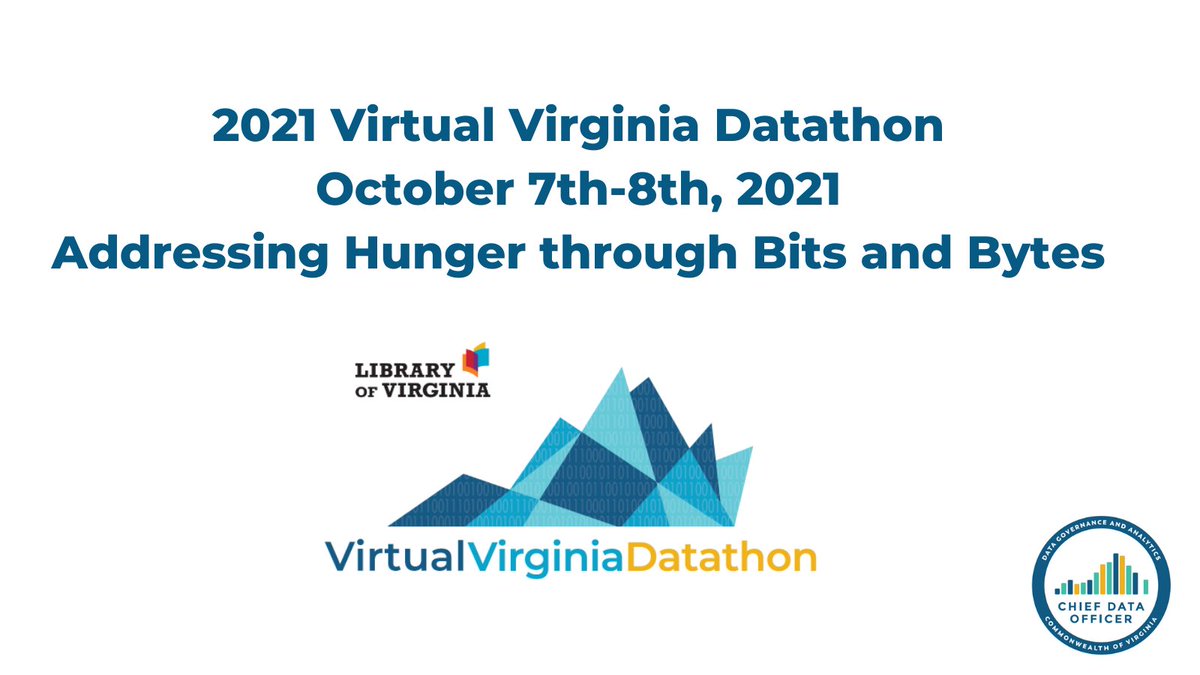 2021 Virtual Virginia Datathon
October 7th-8th, 2021
Addressing Hunger through Bits and Bytes
LIBRARY
OF VIRGINIA
VirtualVirginiaDatathon
DATA GOVERNANCE AND ANALYTICS
CHIEF DATA
OFFICER
COMMONWEALTH OF VIRGINIA